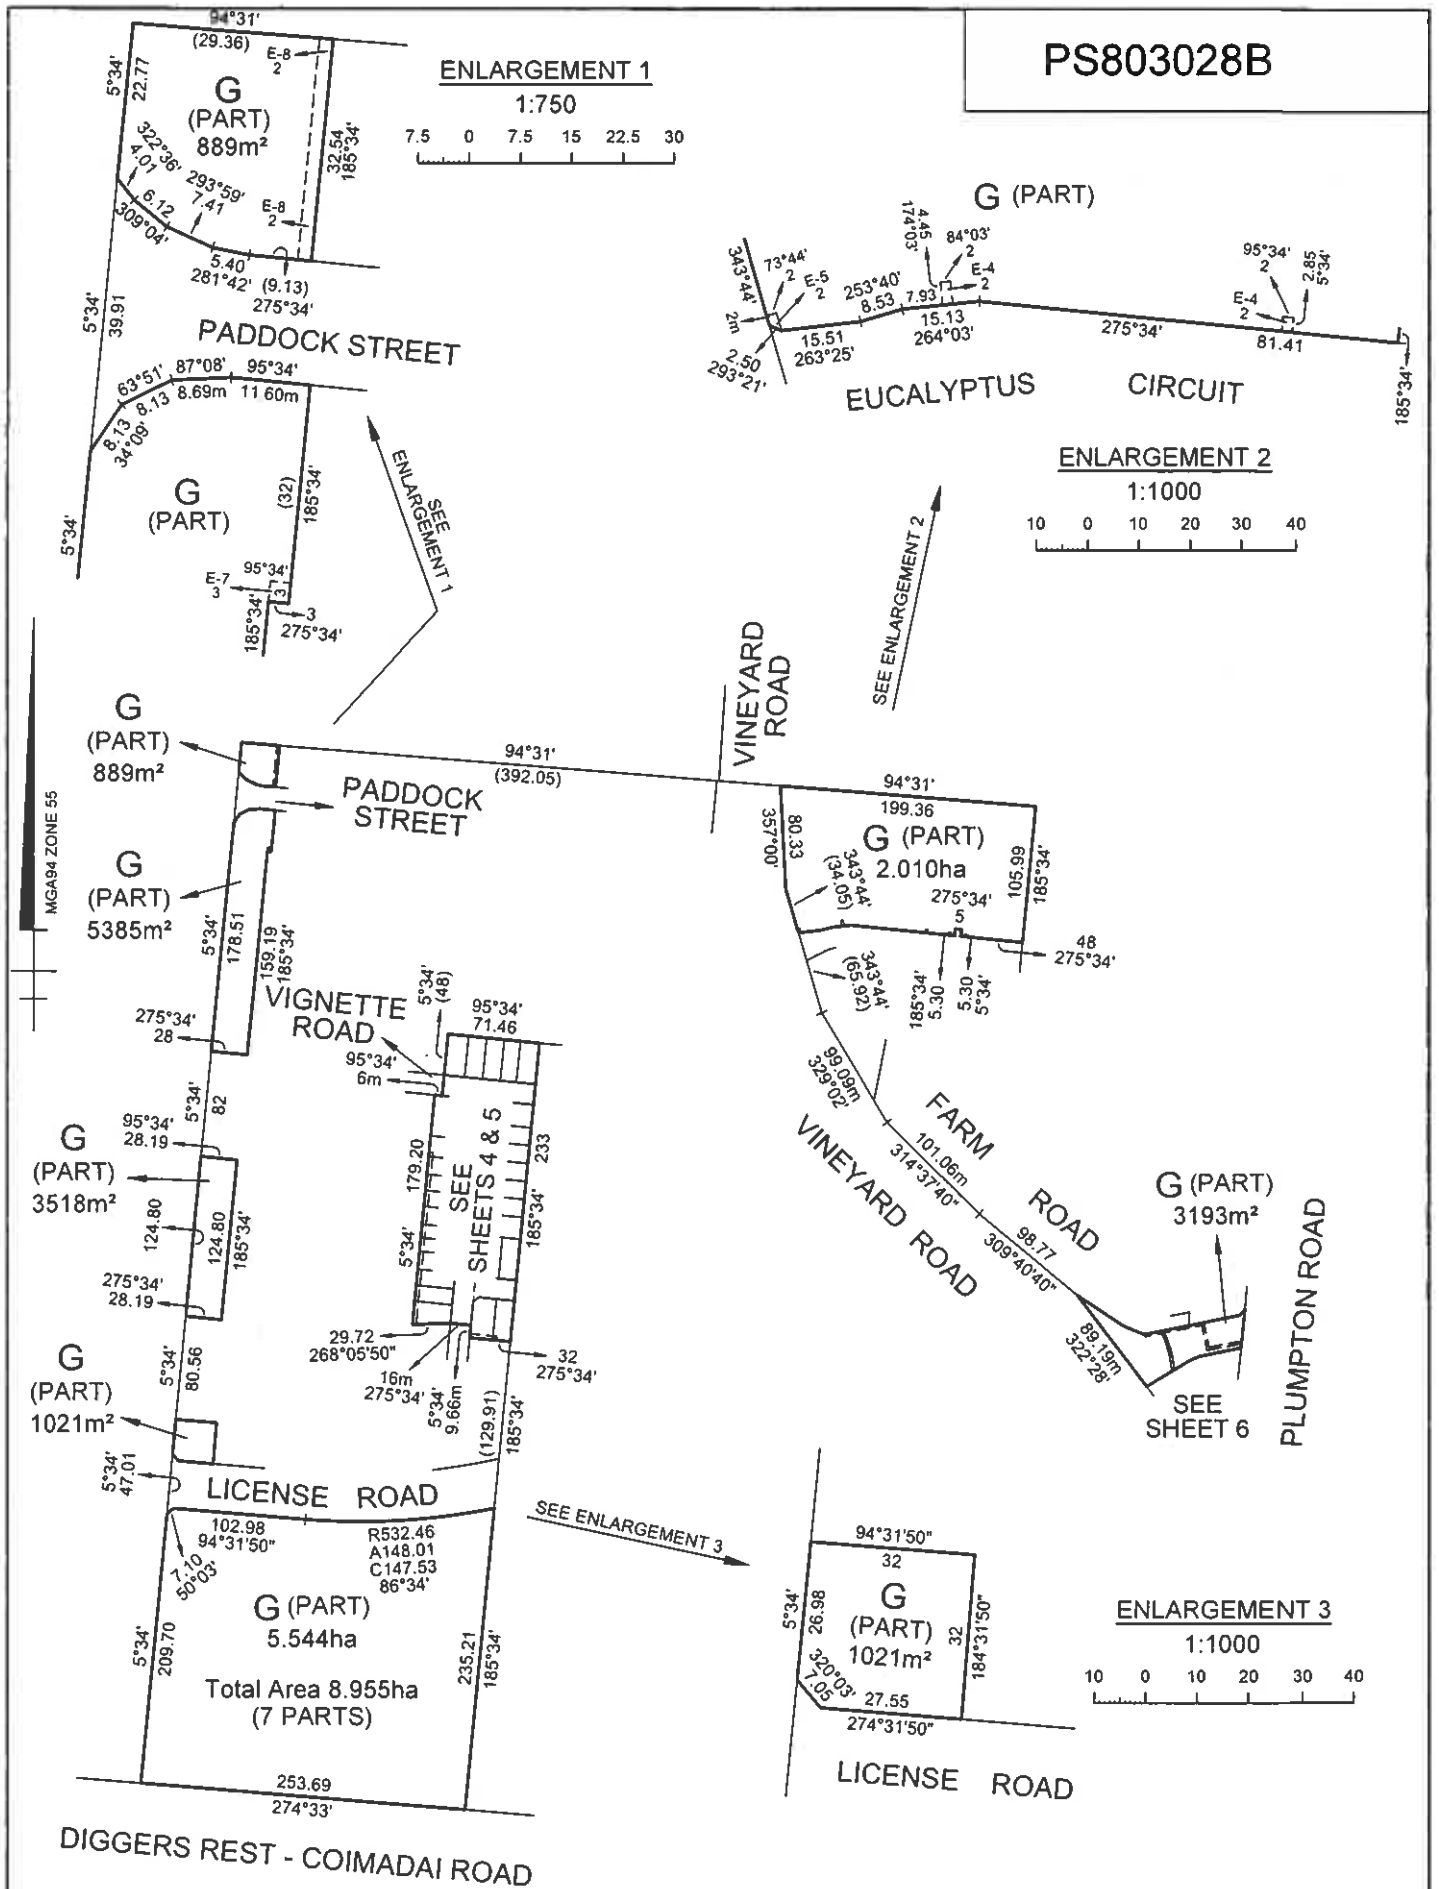 PS803028B
94°31'
(29.36)
E-8
2
5°34'
22.77
G
(PART)
889m²
32.54
185°34'
322°36'
4.01
293°59'
7.41
6.12
309°04'
E-8
2
5.40
281°42'
(9.13)
275°34'
5°34'
39.91
PADDOCK STREET
ENLARGEMENT 1
1:750
7.5 0 7.5 15 22.5 30
63°51'
8.13
87°08'
8.69m
95°34'
11.60m
8.13
34°09'
G
(PART)
(32)
185°34'
5°34'
E-7
3
95°34'
3
3
275°34'
185°34'
SEE
ENLARGEMENT 1
G (PART)
343°44'
73°44'
2
E-5
2
2m
2.50
293°21'
15.51
263°25'
253°40'
8.53
7.93
4.45
174°03'
84°03'
2
E-4
2
15.13
264°03'
275°34'
81.41
95°34'
2
E-4
2
2.85
5°34'
185°34'
EUCALYPTUS CIRCUIT
ENLARGEMENT 2
1:1000
10 0 10 20 30 40
SEE ENLARGEMENT 2
MGA94 ZONE 55
G
(PART)
889m²
94°31'
(392.05)
VINEYARD
ROAD
PADDOCK
STREET
G
(PART)
5385m²
5°34'
178.51
159.19
185°34'
94°31'
199.36
80.33
357°00'
G (PART)
2.010ha
343°44'
(34.05)
275°34'
5
105.99
185°34'
48
275°34'
343°44'
(65.92)
185°34'
5.30
5.30
5°34'
275°34'
28
VIGNETTE
ROAD
5°34'
(48)
95°34'
71.46
95°34'
6m
5°34'
82
95°34'
28.19
G
(PART)
3518m²
124.80
124.80
185°34'
275°34'
28.19
179.20
5°34'
SEE
SHEETS 4 & 5
233
185°34'
29.72
268°05'50"
16m
275°34'
5°34'
9.66m
32
275°34'
(129.91)
185°34'
99.09m
329°02'
FARM ROAD
101.06m
314°37'40"
VINEYARD ROAD
98.77
309°40'40"
89.19m
322°28'
G (PART)
3193m²
PLUMPTON ROAD
SEE
SHEET 6
5°34'
80.56
G
(PART)
1021m²
5°34'
47.01
LICENSE ROAD
102.98
94°31'50"
R532.46
A148.01
C147.53
86°34'
7.10
50°03'
G (PART)
5.544ha
Total Area 8.955ha
(7 PARTS)
5°34'
209.70
235.21
185°34'
253.69
274°33'
DIGGERS REST - COIMADAI ROAD
SEE ENLARGEMENT 3
94°31'50"
32
5°34'
26.98
G
(PART)
1021m²
32
184°31'50"
320°03'
7.05
27.55
274°31'50"
LICENSE ROAD
ENLARGEMENT 3
1:1000
10 0 10 20 30 40